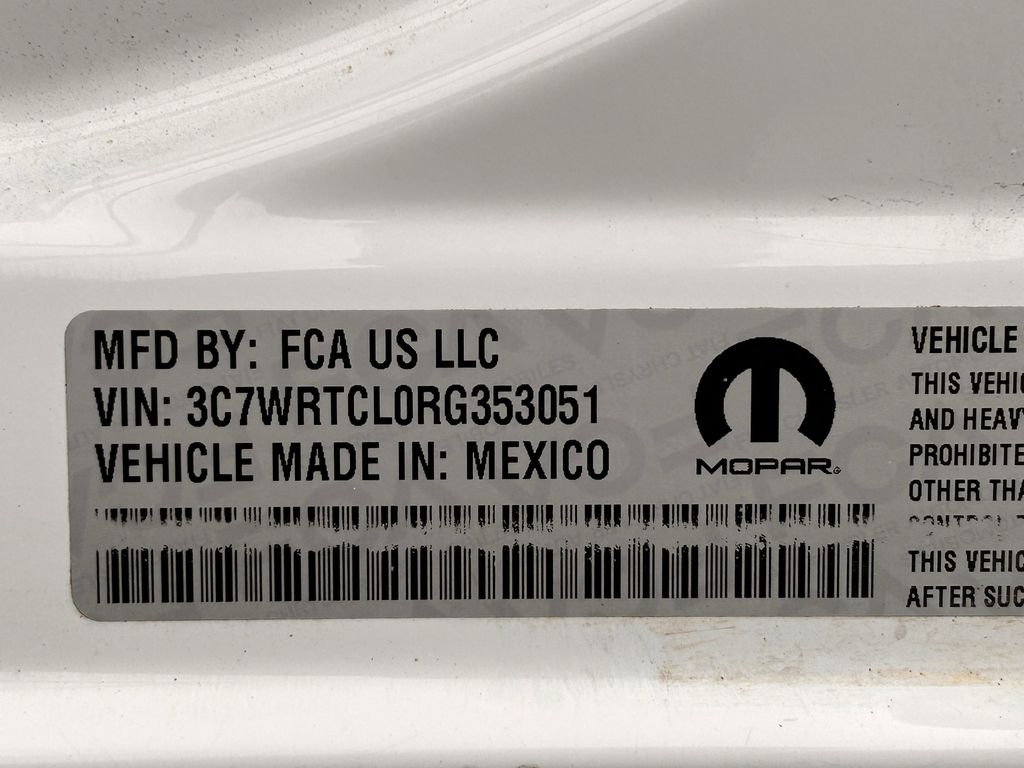 MFD BY: FCA US LLC
VIN: 3C7WRTCL0RG353051
VEHICLE MADE IN: MEXICO
MOPAR
VEHICLE
THIS VEHIC
AND HEAVY
PROHIBITE
OTHER THA
CONTROL
THIS VEHIC
AFTER SUC